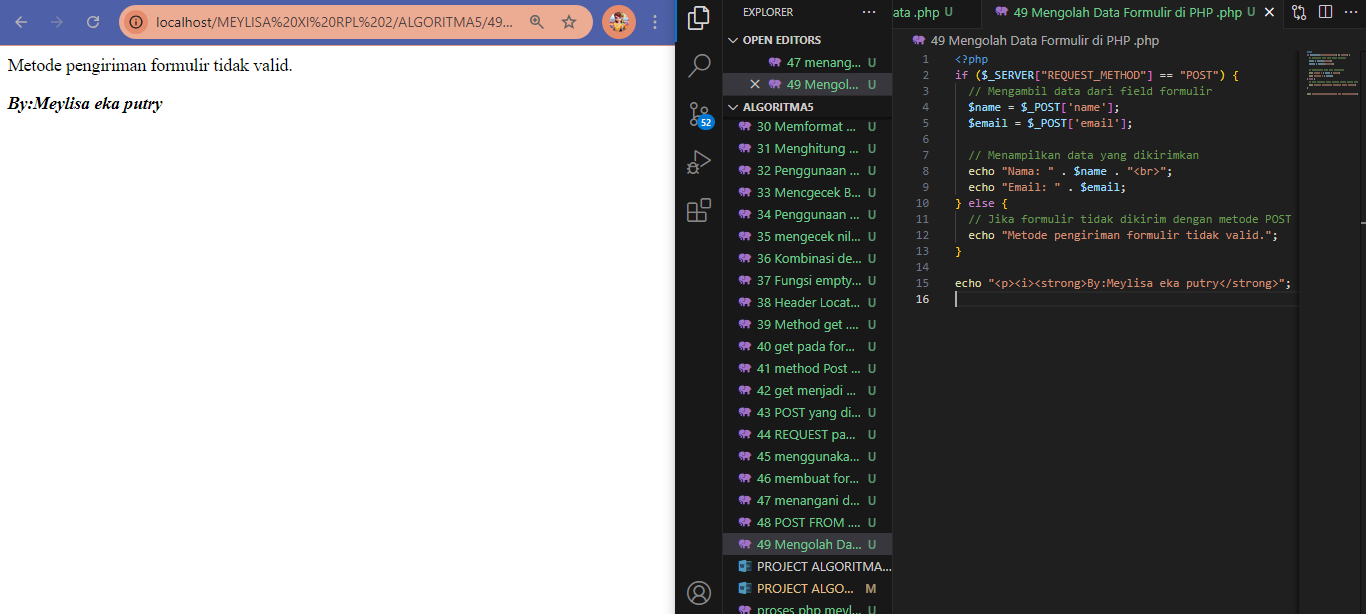 localhost/MEYLISA%20XI%20RPL%202/ALGORITMA5/49...
Metode pengiriman formulir tidak valid.
By:Meylisa eka putry
52
EXPLORER
OPEN EDITORS
47 menang... U
49 Mengol... U
ALGORITMA5
30 Memformat ... U
31 Menghitung ... U
32 Penggunaan ... U
33 Mencgecek B... U
34 Penggunaan ... U
35 mengecek nil... U
36 Kombinasi de... U
37 Fungsi empty... U
38 Header Locat... U
39 Method get .... U
40 get pada for... U
41 method Post ... U
42 get menjadi ... U
43 POST yang di... U
44 REQUEST pa... U
45 menggunaka... U
46 membuat for... U
47 menangani d... U
48 POST FROM .... U
49 Mengolah Da... U
PROJECT ALGORITMA...
PROJECT ALGO... M
proses php meyl... U
ata .php U
49 Mengolah Data Formulir di PHP .php U
49 Mengolah Data Formulir di PHP .php
1 <?php
2 if ($_SERVER["REQUEST_METHOD"] == "POST") {
3 // Mengambil data dari field formulir
4 $name = $_POST['name'];
5 $email = $_POST['email'];
6
7 // Menampilkan data yang dikirimkan
8 echo "Nama: " . $name . "<br>";
9 echo "Email: " . $email;
10 } else {
11 // Jika formulir tidak dikirim dengan metode POST
12 echo "Metode pengiriman formulir tidak valid.";
13 }
14
15 echo "<p><i><strong>By:Meylisa eka putry</strong>";
16